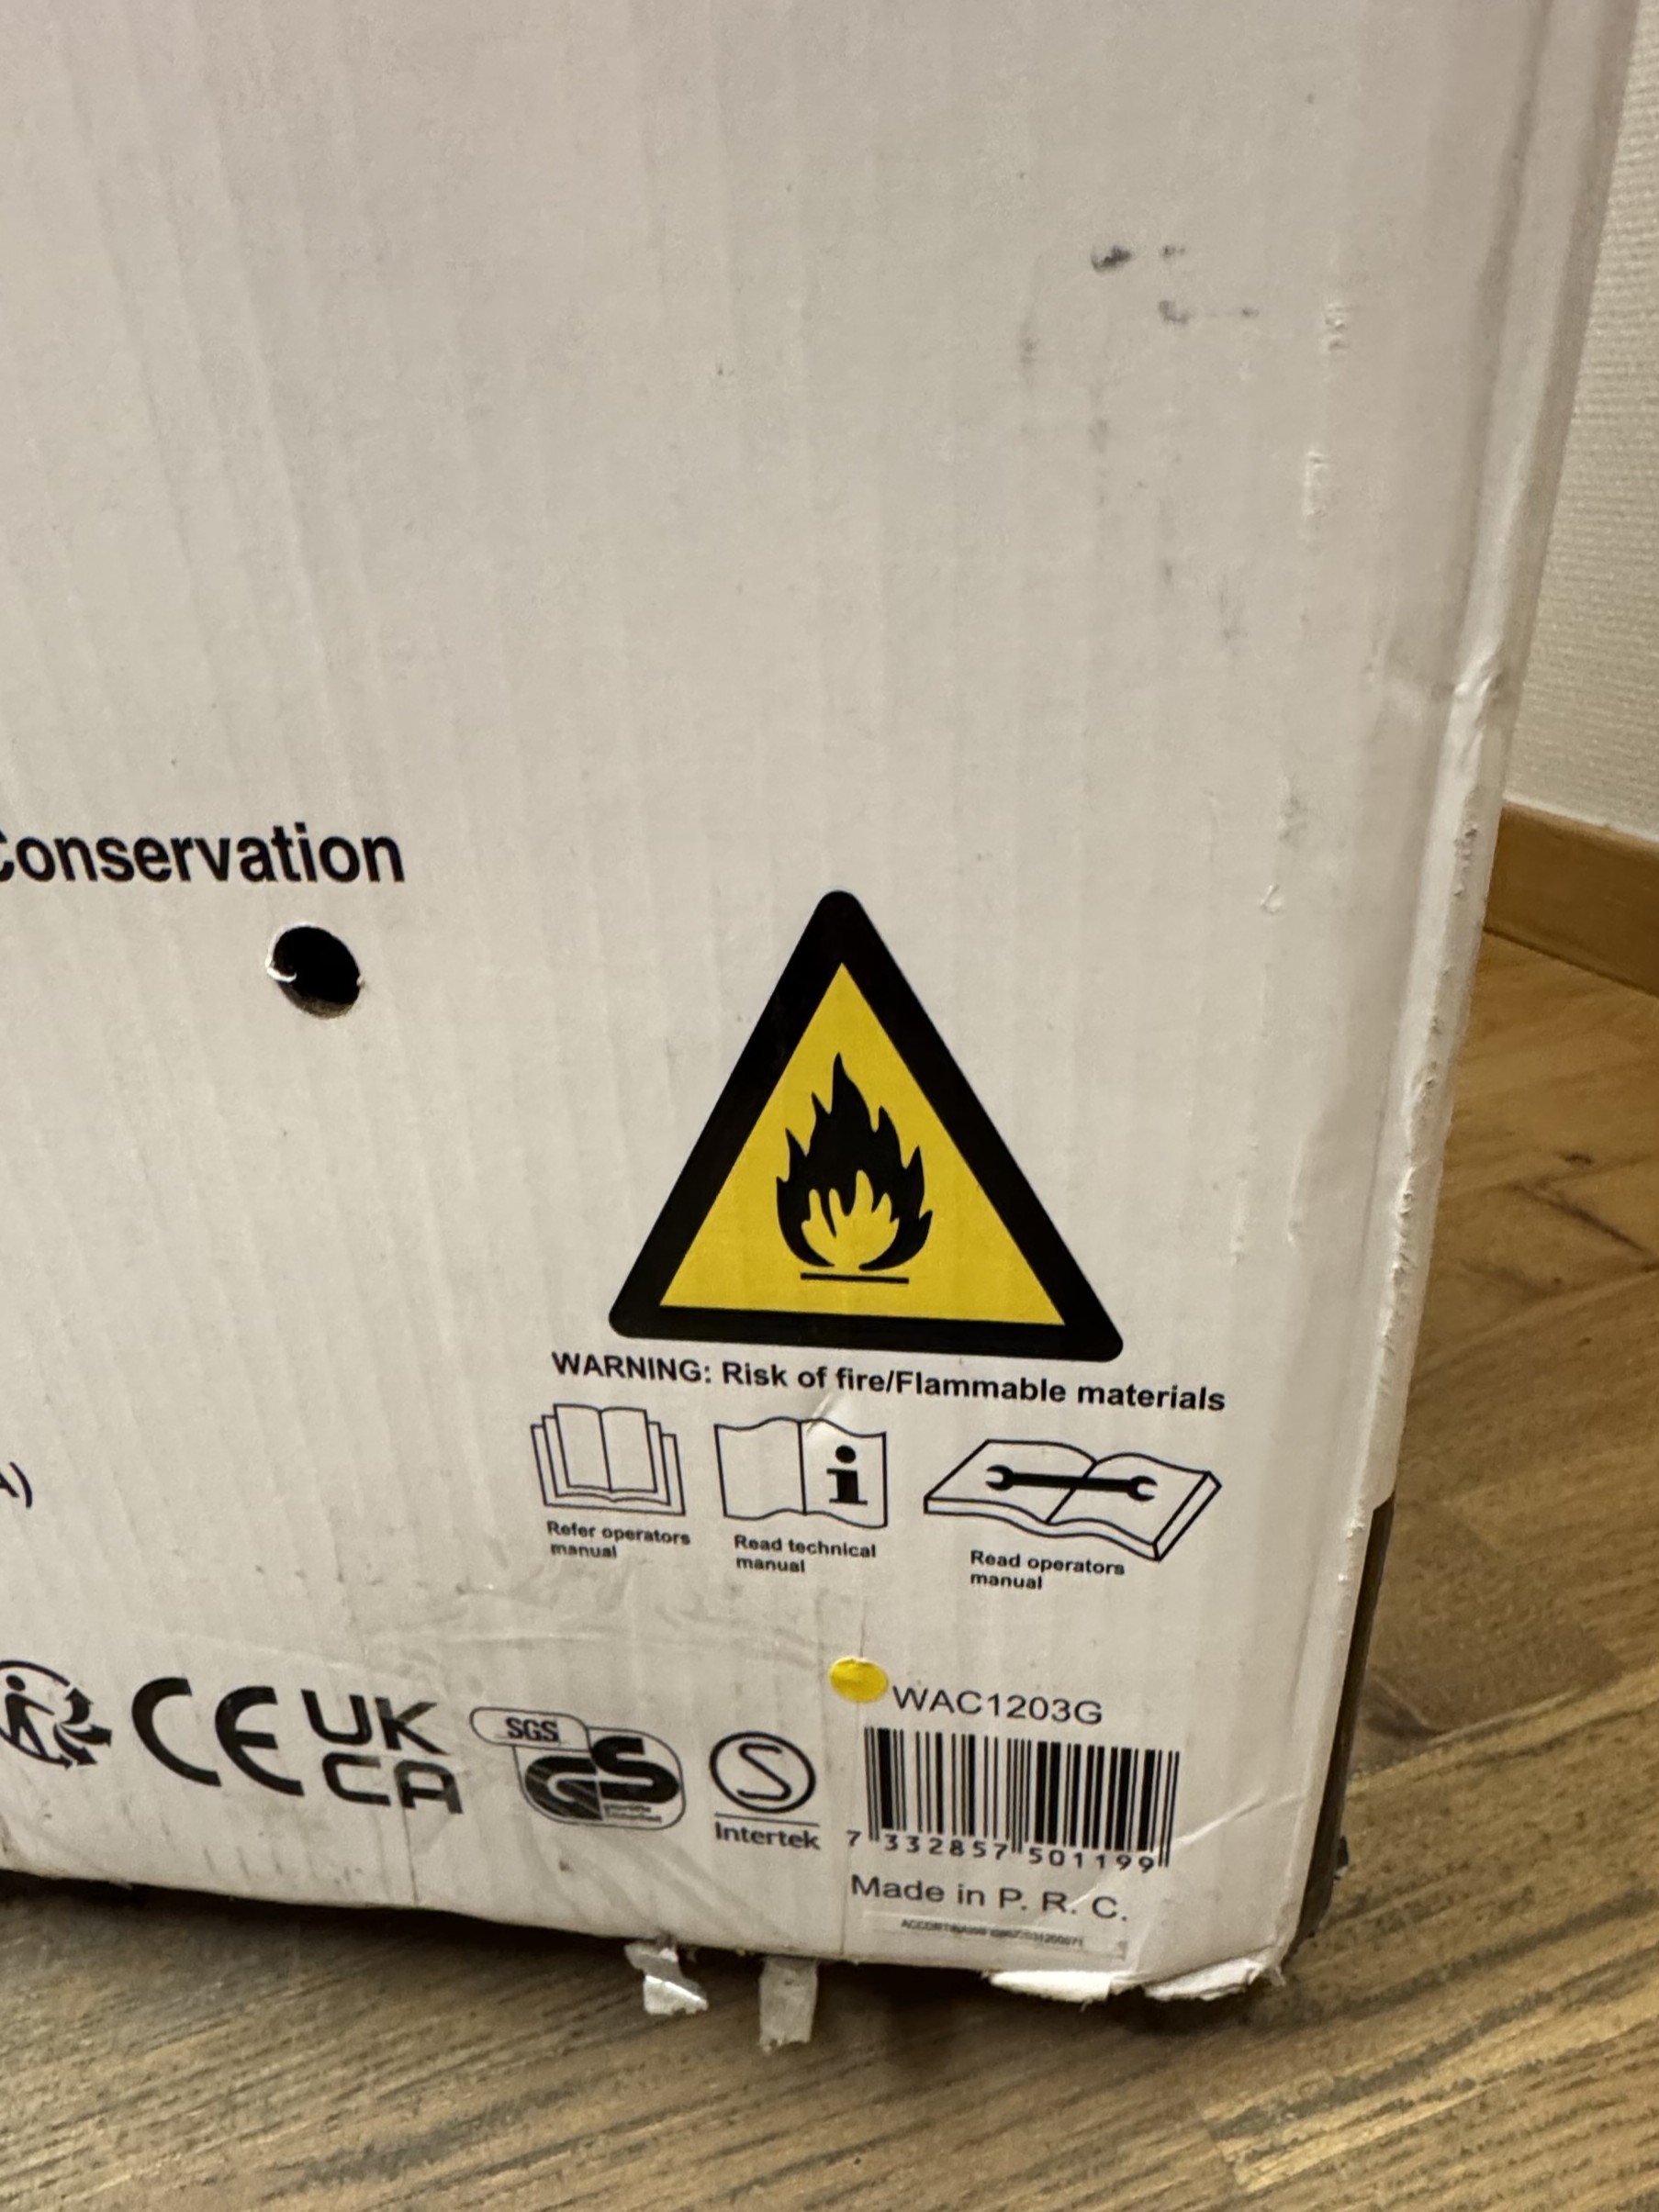 Conservation
WARNING: Risk of fire/Flammable materials
i
Refer operators
manual
Read technical
manual
Read operators
manual
CE
UK
CA
SGS
GS
S
Intertek
WAC1203G
7 332857 501199
Made in P. R. C.